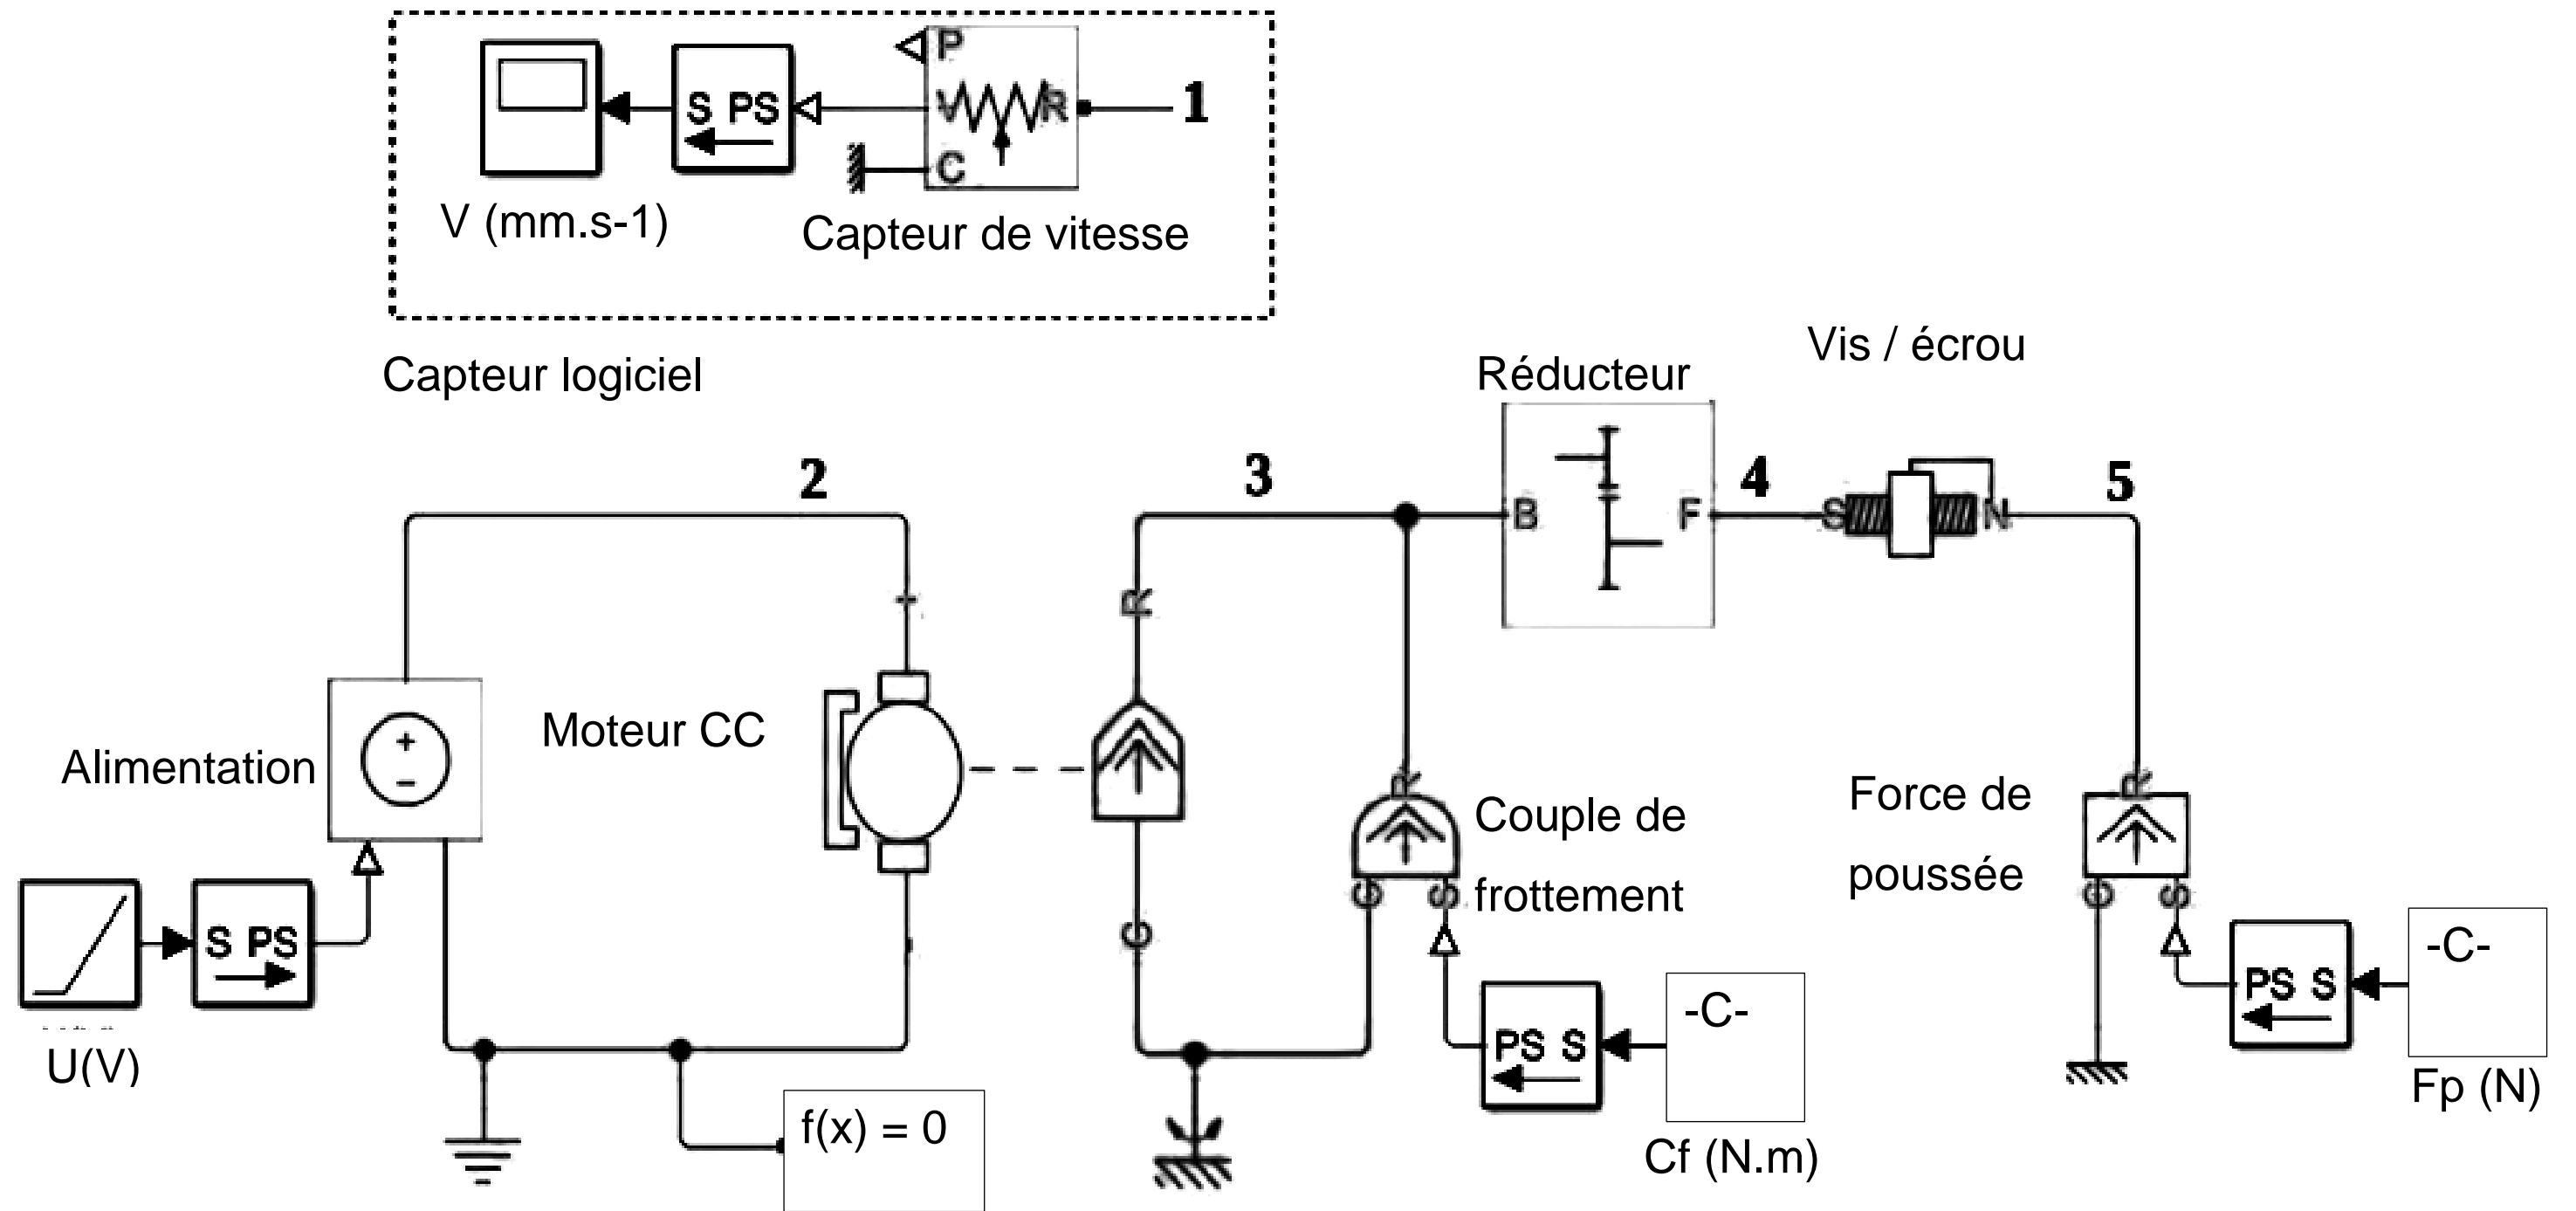 P
S PS
V
R
1
C
V (mm.s-1)
Capteur de vitesse
Capteur logiciel
Vis / écrou
Réducteur
2
3
4
5
B
F
S
N
+
R
+
-
Moteur CC
Alimentation
R
Couple de
frottement
Force de
poussée
R
G
S
G
S
G
S PS
-C-
-C-
PS S
PS S
U(V)
f(x) = 0
Cf (N.m)
Fp (N)